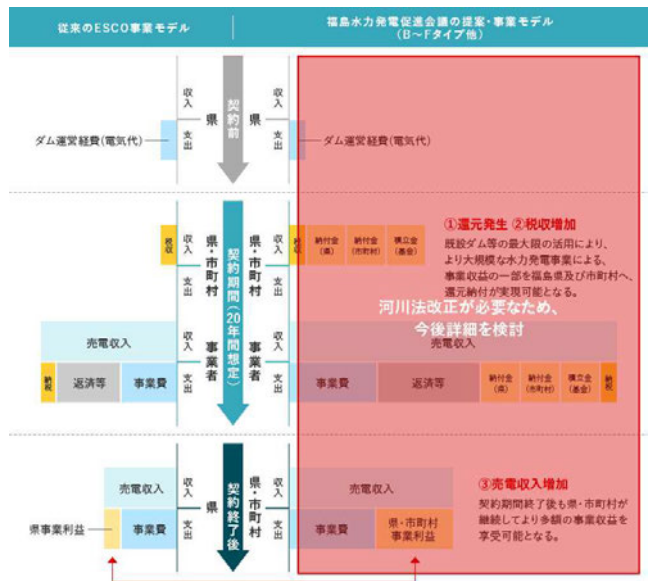 従来のESCO事業モデル
福島水力発電促進会議の提案・事業モデル
(B〜Fタイプ他)
収入
支出
県
契約前
県
収入
支出
ダム運営経費(電気代)
ダム運営経費(電気代)
税収
収入
支出
県・市町村
契約期間(20年間想定)
県・市町村
収入
支出
税収
納付金
(県)
納付金
(市町村)
積立金
(基金)
①還元発生 ②税収増加
既設ダム等の最大限の活用により、
より大規模な水力発電事業による、
事業収益の一部を福島県及び市町村へ、
還元納付が実現可能となる。
河川法改正が必要なため、
今後詳細を検討
売電収入
収入
支出
事業者
事業者
収入
支出
売電収入
納税
返済等
事業費
事業費
返済等
納付金
(県)
納付金
(市町村)
積立金
(基金)
納税
売電収入
県事業利益
事業費
収入
支出
県
契約終了後
県・市町村
収入
支出
売電収入
事業費
県・市町村
事業利益
③売電収入増加
契約期間終了後も県・市町村が
継続してより多額の事業収益を
享受可能となる。